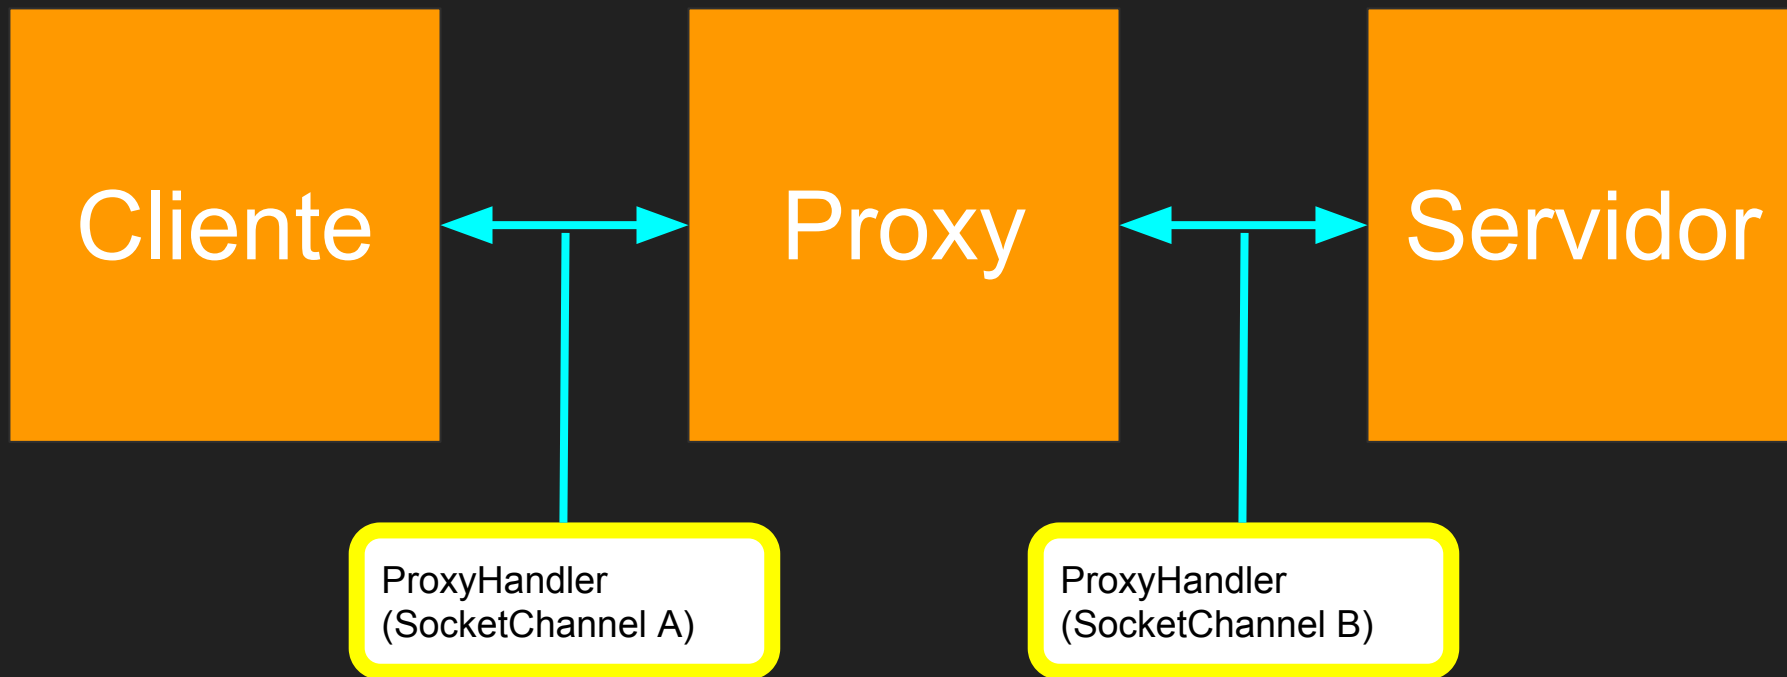 Cliente
Proxy
Servidor
ProxyHandler
(SocketChannel A)
ProxyHandler
(SocketChannel B)